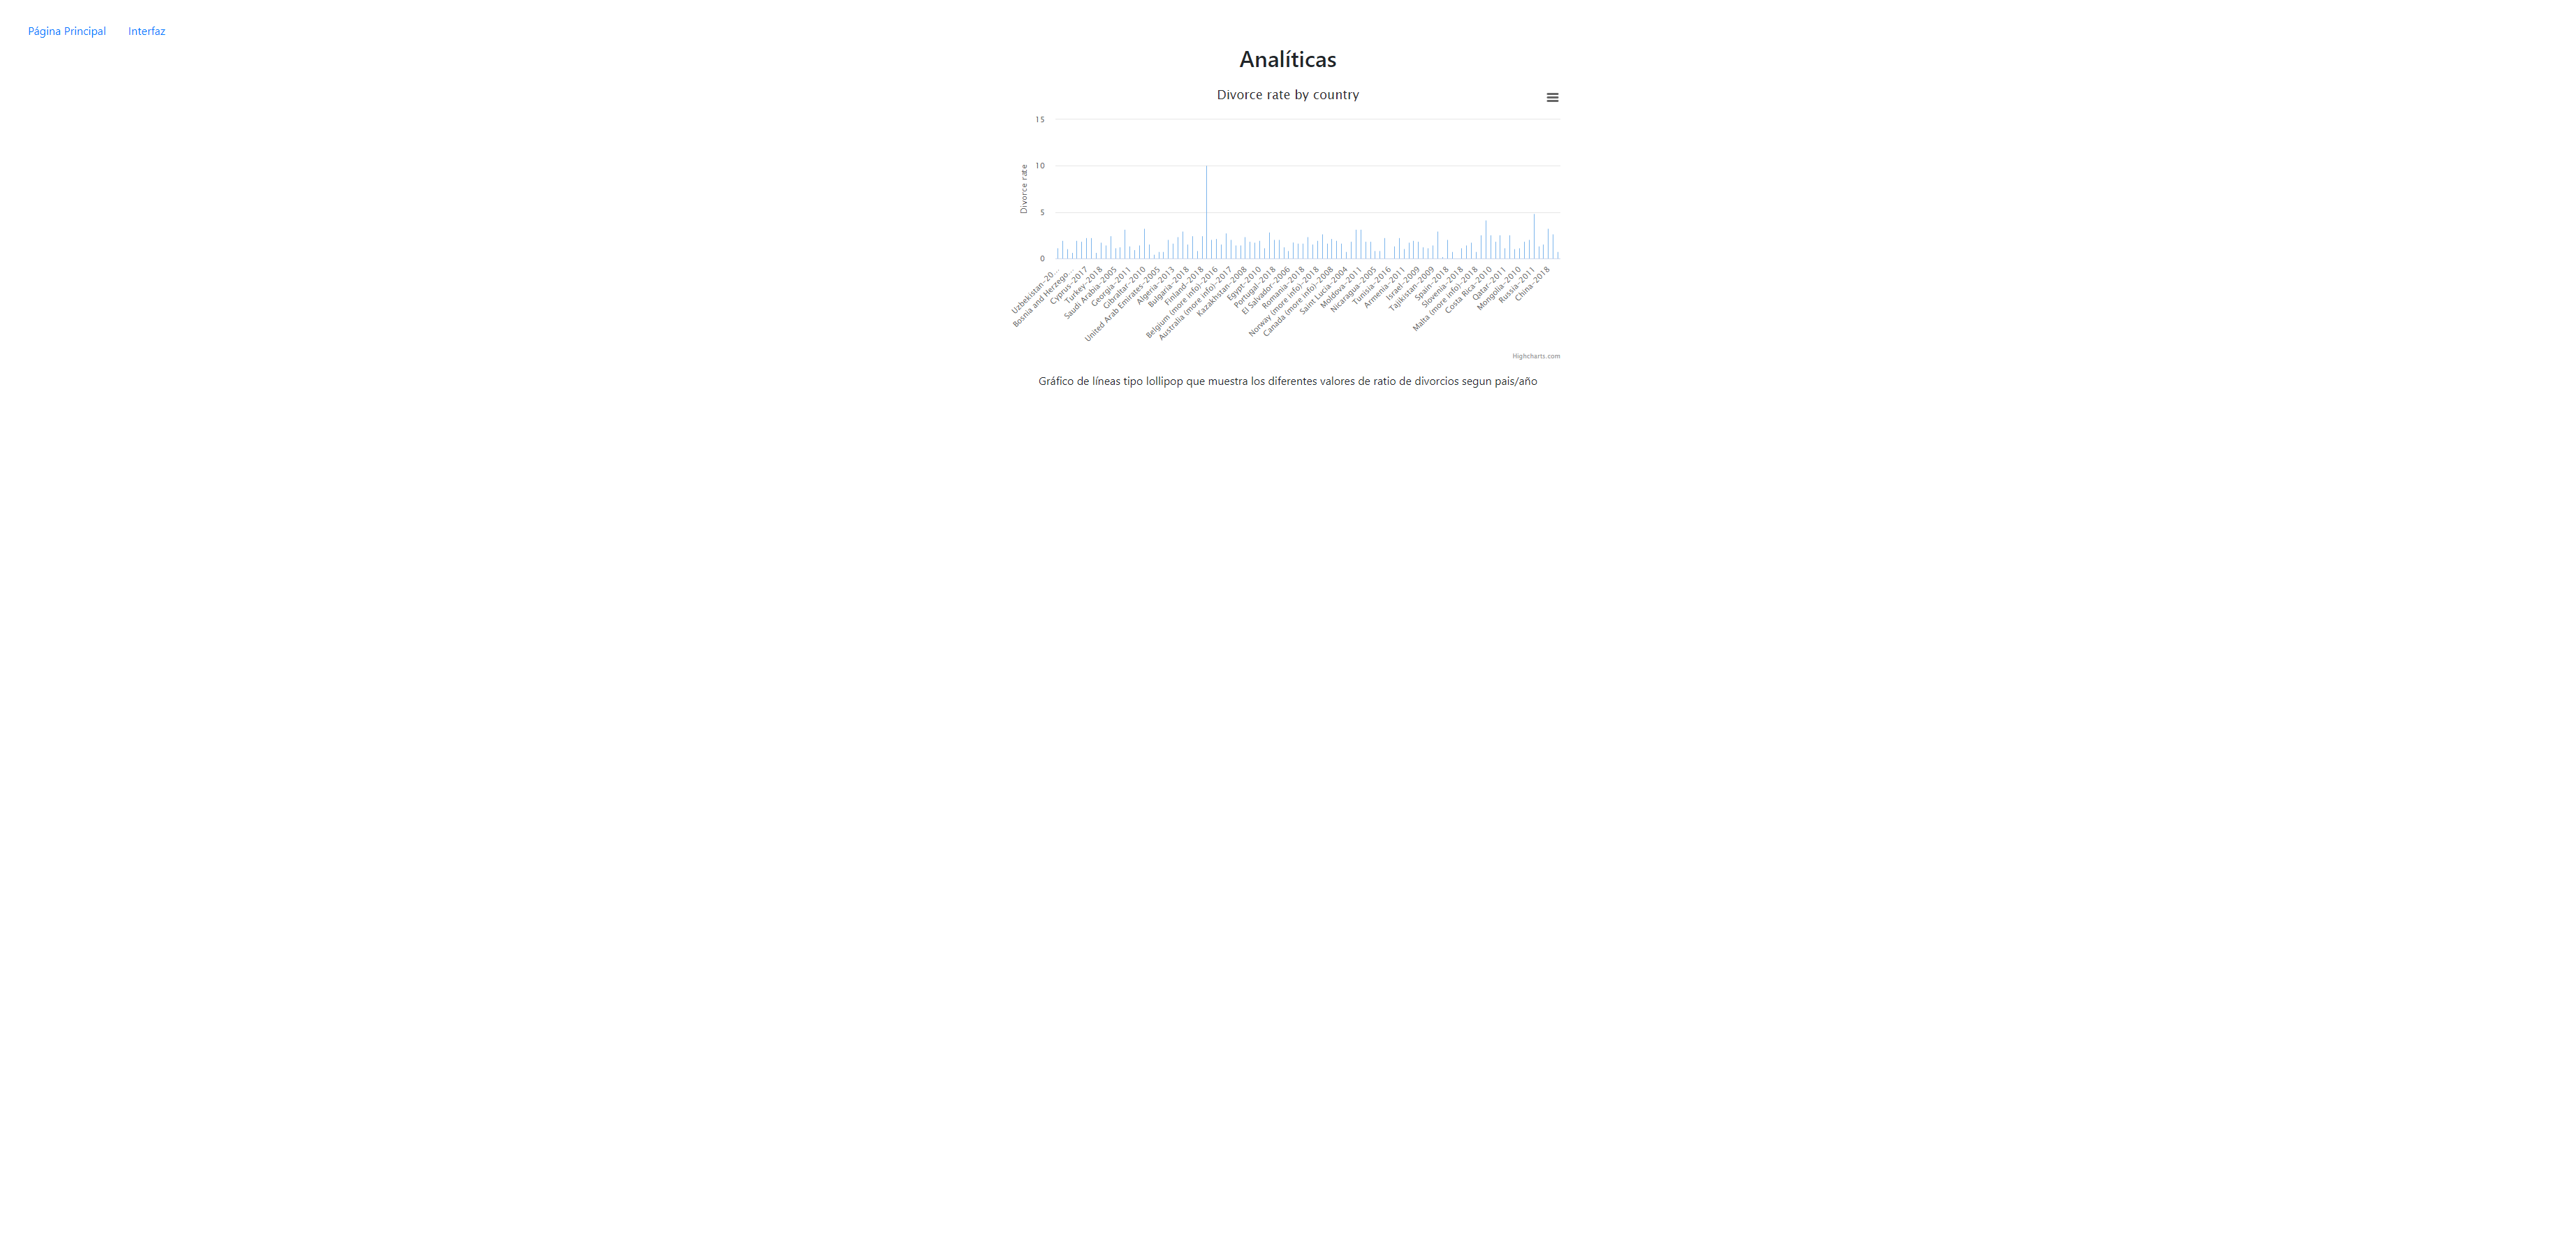 Página Principal Interfaz
Analíticas
Divorce rate by country
15
10
5
0
Divorce rate
Uzbekistan-20...
Bosnia and Herzego...
Cyprus-2017
Turkey-2018
Saudi Arabia-2005
Georgia-2011
Gibraltar-2010
United Arab Emirates-2005
Algeria-2013
Bulgaria-2018
Finland-2018
Belgium (more info)-2016
Australia (more info)-2017
Kazakhstan-2008
Egypt-2010
Portugal-2018
El Salvador-2006
Romania-2018
Norway (more info)-2018
Canada (more info)-2008
Saint Lucia-2004
Moldova-2011
Nicaragua-2005
Tunisia-2016
Armenia-2011
Israel-2009
Tajikistan-2009
Spain-2018
Slovenia-2018
Malta (more info)-2018
Costa Rica-2010
Qatar-2011
Mongolia-2010
Russia-2011
China-2018
Highcharts.com
Gráfico de líneas tipo lollipop que muestra los diferentes valores de ratio de divorcios segun pais/año